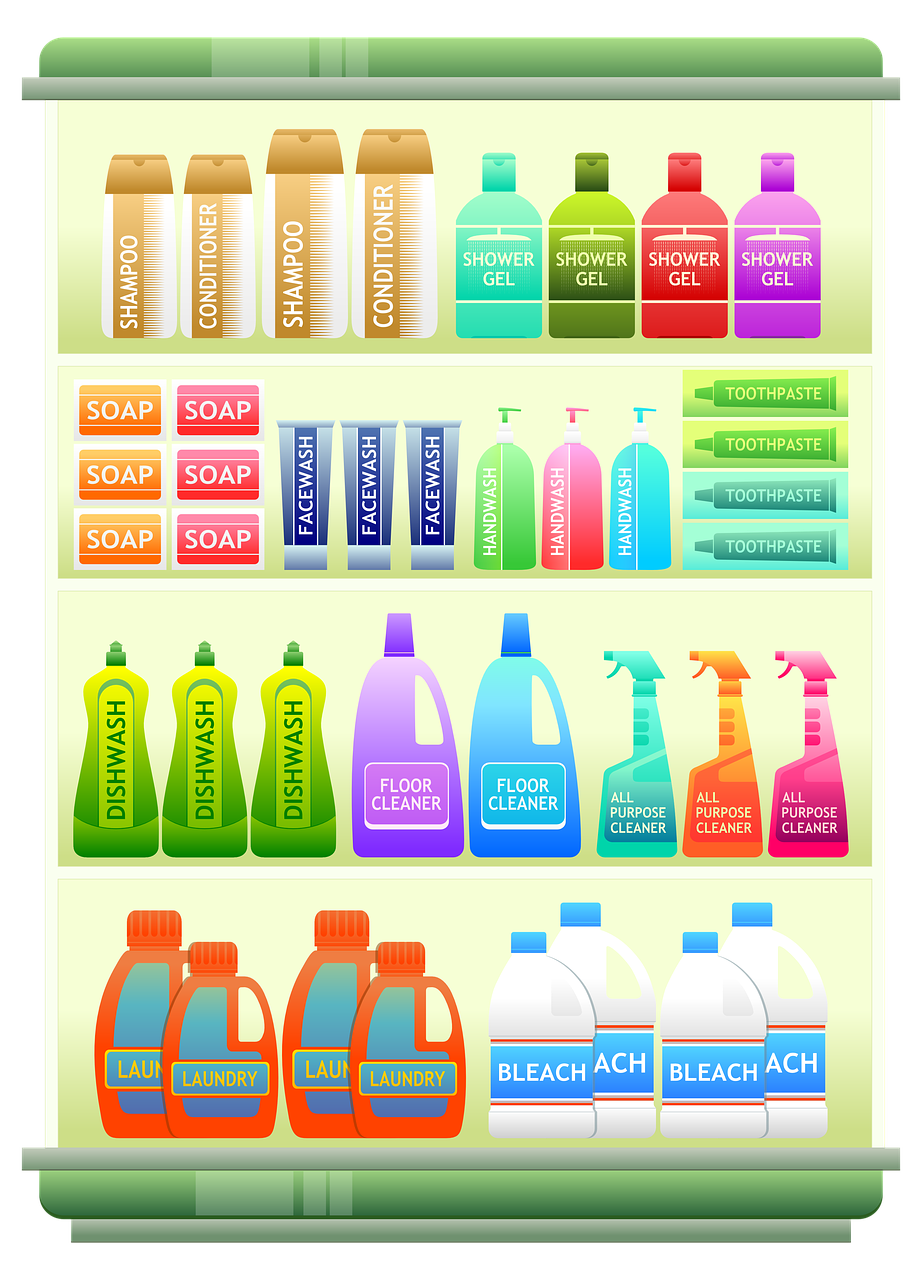 SHAMPOO
CONDITIONER
SHAMPOO
CONDITIONER
SHOWER
GEL
SHOWER
GEL
SHOWER
GEL
SHOWER
GEL
SOAP
SOAP
SOAP
SOAP
SOAP
SOAP
FACEWASH
FACEWASH
FACEWASH
HANDWASH
HANDWASH
HANDWASH
TOOTHPASTE
TOOTHPASTE
TOOTHPASTE
TOOTHPASTE
DISHWASH
DISHWASH
DISHWASH
FLOOR
CLEANER
FLOOR
CLEANER
ALL
PURPOSE
CLEANER
ALL
PURPOSE
CLEANER
ALL
PURPOSE
CLEANER
LAUN
LAUNDRY
LAUN
LAUNDRY
BLEACH
ACH
BLEACH
ACH